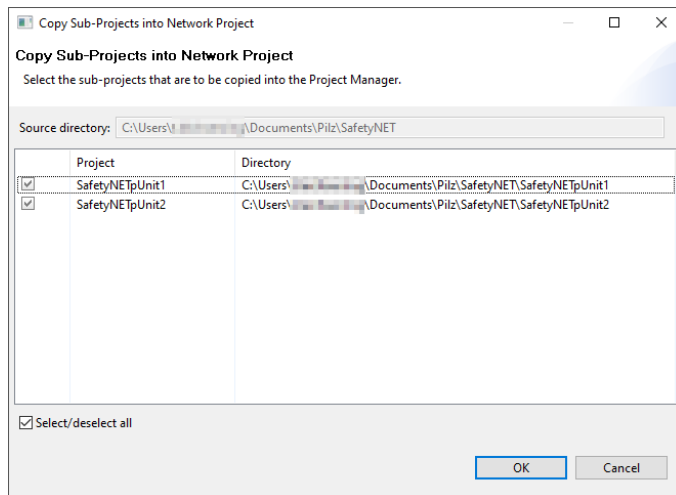 Copy Sub-Projects into Network Project
Copy Sub-Projects into Network Project
Select the sub-projects that are to be copied into the Project Manager.
Source directory: C:\Users\ \Documents\Pilz\SafetyNET
Project Directory
SafetyNETpUnit1 C:\Users\ \Documents\Pilz\SafetyNET\SafetyNETpUnit1
SafetyNETpUnit2 C:\Users\ \Documents\Pilz\SafetyNET\SafetyNETpUnit2
Select/deselect all
OK Cancel